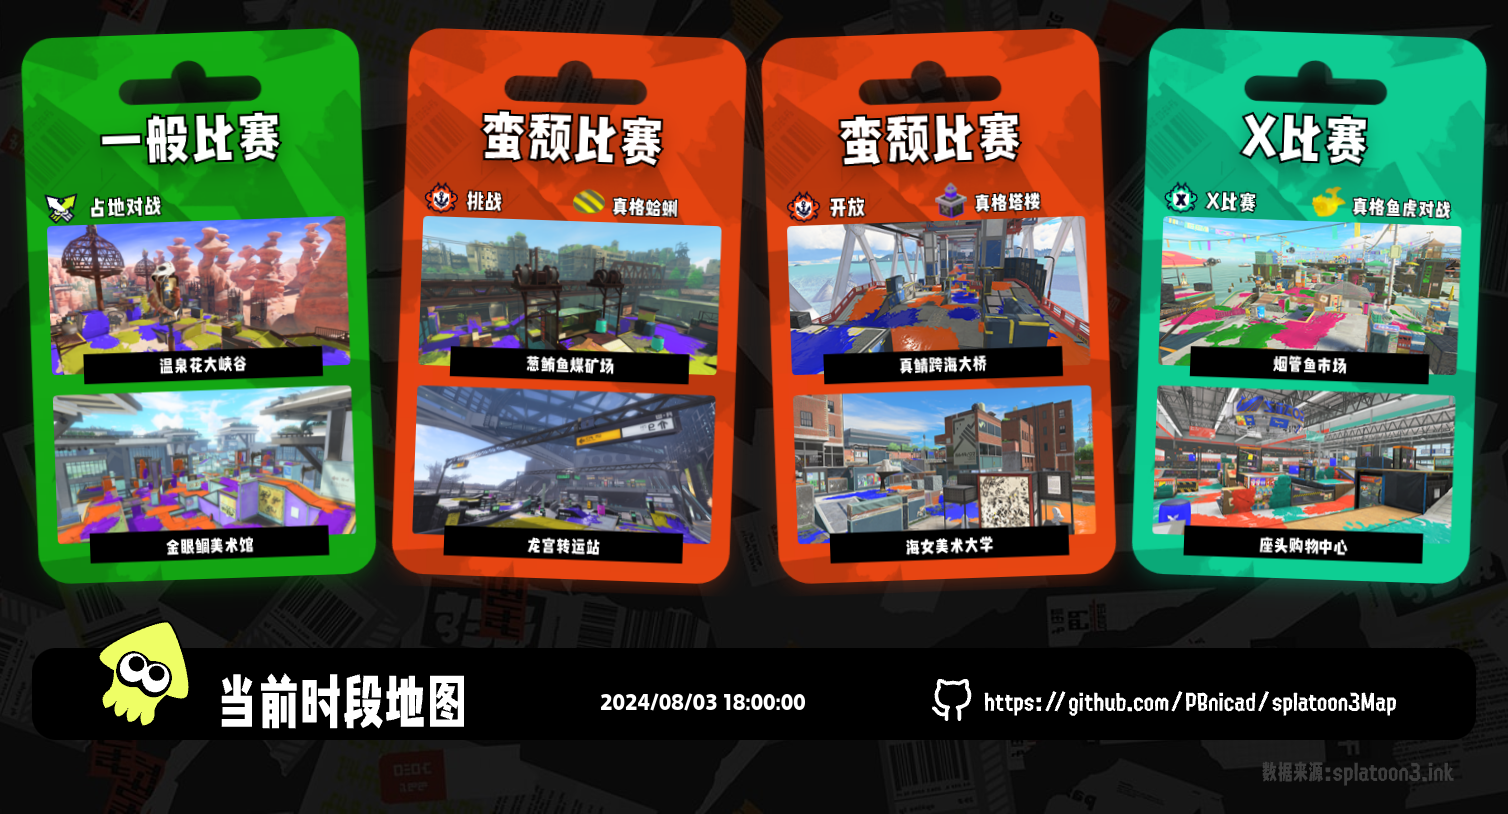 一般比赛
占地对战
温泉花大峡谷
金眼鲷美术馆
蛮颓比赛
挑战
真格蛤蜊
葱鲔鱼煤矿场
龙宫转运站
蛮颓比赛
开放
真格塔楼
真鲭跨海大桥
海女美术大学
X比赛
X比赛
真格鱼虎对战
烟管鱼市场
座头购物中心
当前时段地图
2024/08/03 18:00:00
https://github.com/PBnicad/splatoon3Map
数据来源:splatoon3.ink